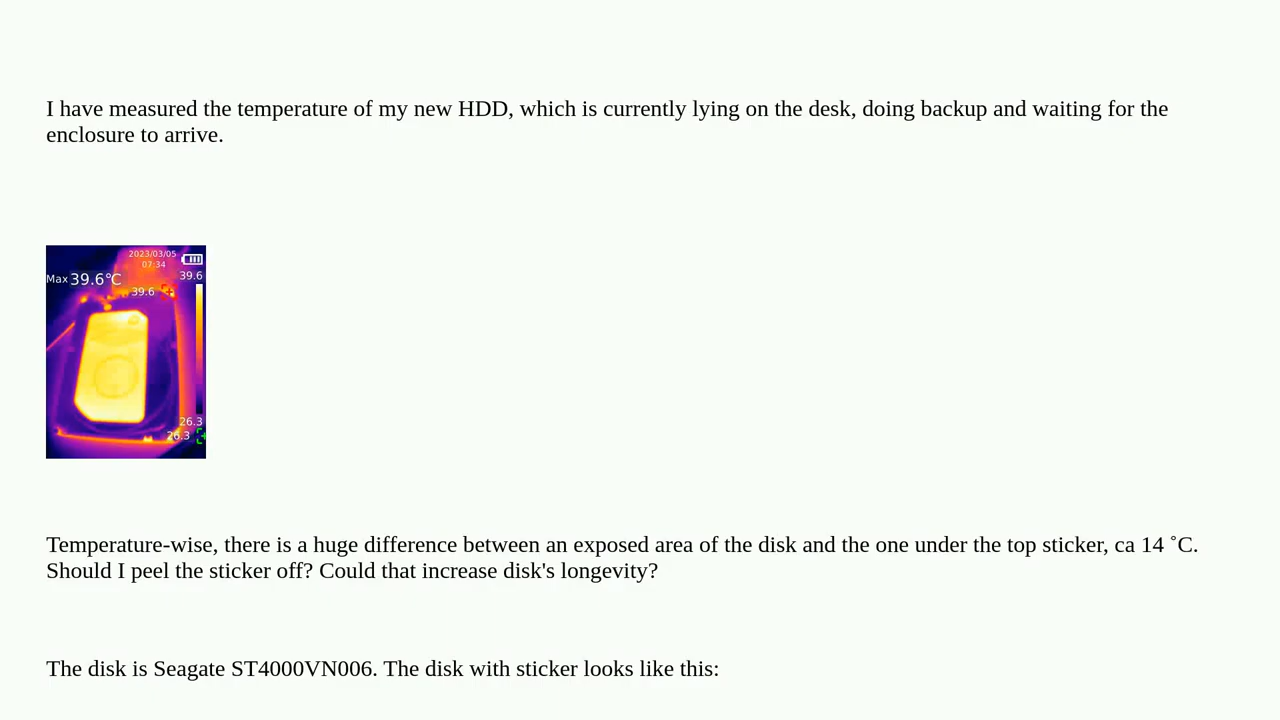 I have measured the temperature of my new HDD, which is currently lying on the desk, doing backup and waiting for the
enclosure to arrive.
2023/03/05
07:34
Max 39.6°C
39.6
39.6
26.3
26.3
Temperature-wise, there is a huge difference between an exposed area of the disk and the one under the top sticker, ca 14 ˚C.
Should I peel the sticker off? Could that increase disk's longevity?
The disk is Seagate ST4000VN006. The disk with sticker looks like this: